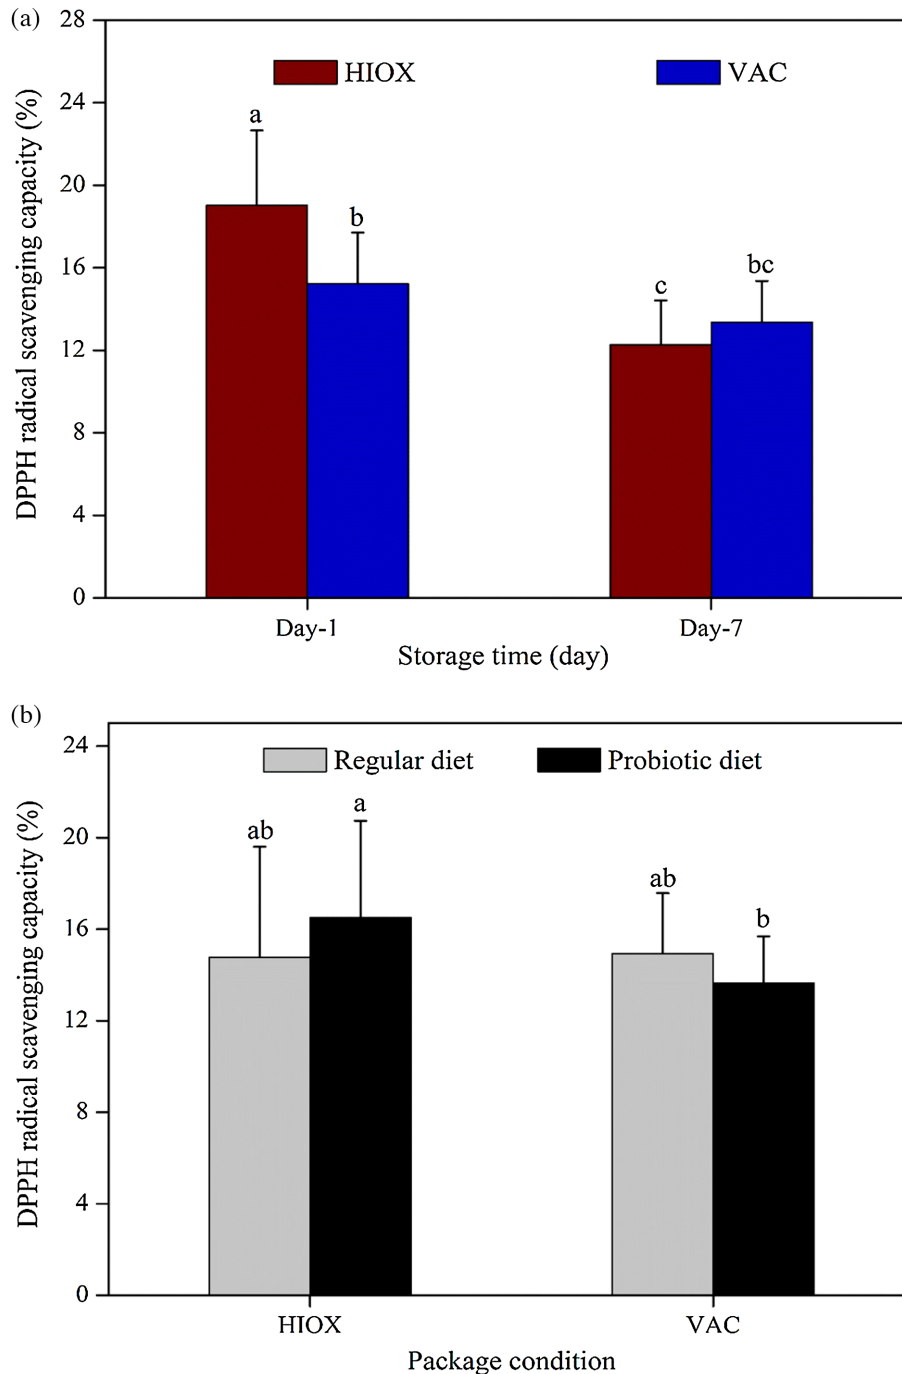 (a)
DPPH radical scavenging capacity (%)
28
24
20
16
12
8
4
0
HIOX
VAC
a
b
c
bc
Day-1
Day-7
Storage time (day)
(b)
DPPH radical scavenging capacity (%)
24
20
16
12
8
4
0
Regular diet
Probiotic diet
ab
a
ab
b
HIOX
VAC
Package condition